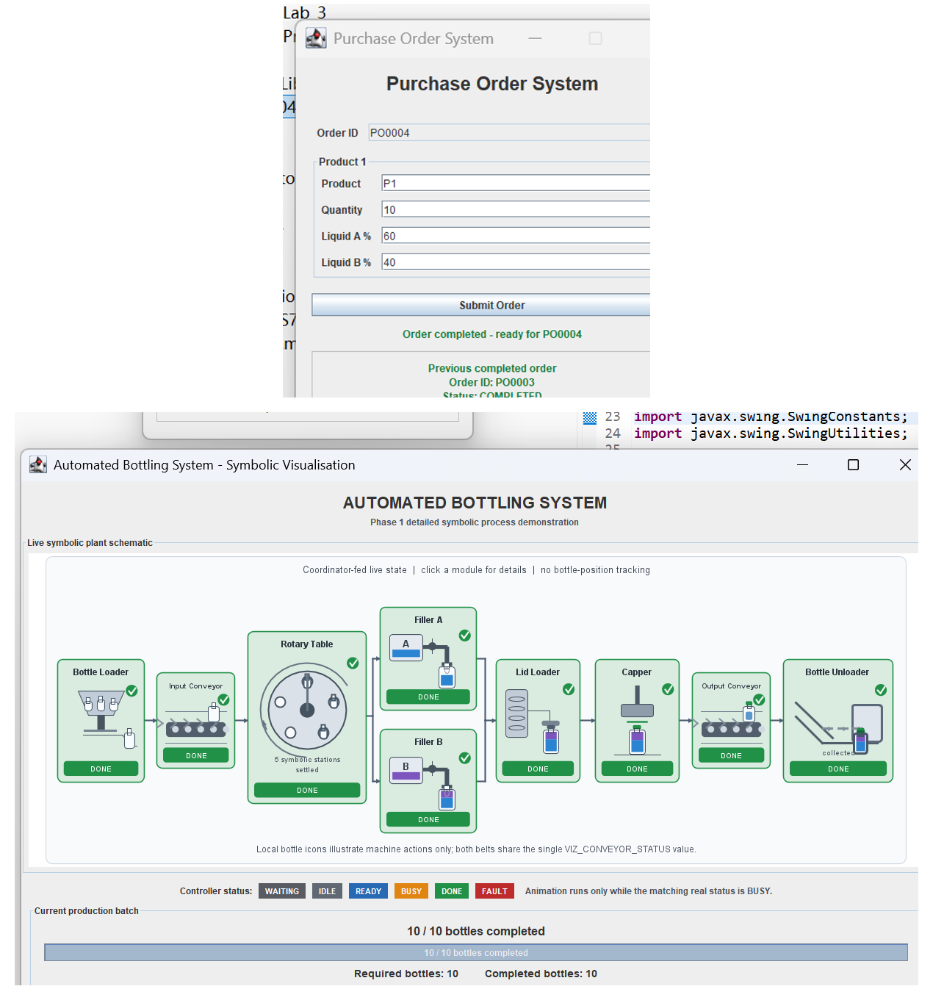 Lab 3
Purchase Order System
Purchase Order System
Order ID PO0004
Product 1
Product P1
Quantity 10
Liquid A % 60
Liquid B % 40
Submit Order
Order completed - ready for PO0004
Previous completed order
Order ID: PO0003
Status: COMPLETED
23 import javax.swing.SwingConstants;
24 import javax.swing.SwingUtilities;
25
Automated Bottling System - Symbolic Visualisation
AUTOMATED BOTTLING SYSTEM
Phase 1 detailed symbolic process demonstration
Live symbolic plant schematic
Coordinator-fed live state | click a module for details | no bottle-position tracking
Bottle Loader
DONE
Input Conveyor
DONE
Rotary Table
5 symbolic stations
settled
DONE
Filler A
A
DONE
Filler B
B
DONE
Lid Loader
DONE
Capper
DONE
Output Conveyor
DONE
Bottle Unloader
collected
DONE
Local bottle icons illustrate machine actions only; both belts share the single VIZ_CONVEYOR_STATUS value.
Controller status: WAITING IDLE READY BUSY DONE FAULT Animation runs only while the matching real status is BUSY.
Current production batch
10 / 10 bottles completed
10 / 10 bottles completed
Required bottles: 10 Completed bottles: 10